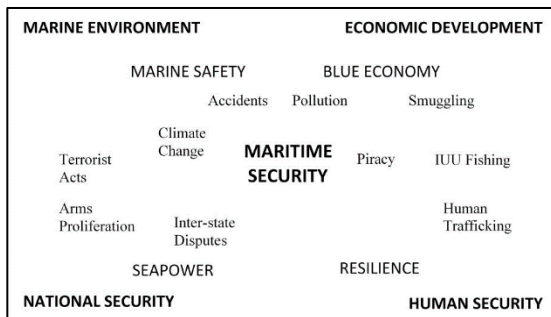 MARINE ENVIRONMENT
ECONOMIC DEVELOPMENT
MARINE SAFETY
BLUE ECONOMY
Accidents
Pollution
Smuggling
Climate
Change
MARITIME
SECURITY
Terrorist
Acts
Piracy
IUU Fishing
Arms
Proliferation
Inter-state
Disputes
Human
Trafficking
SEAPOWER
RESILIENCE
NATIONAL SECURITY
HUMAN SECURITY